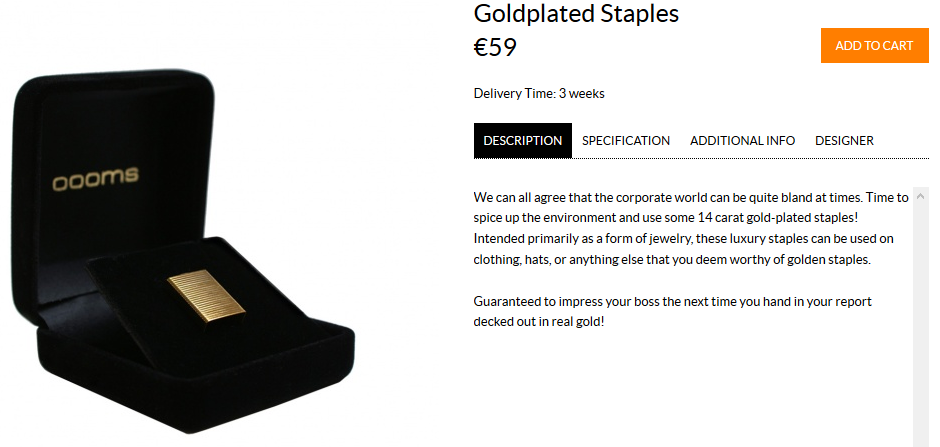 Goldplated Staples
€59
ADD TO CART
oooms
Delivery Time: 3 weeks
DESCRIPTION SPECIFICATION ADDITIONAL INFO DESIGNER
We can all agree that the corporate world can be quite bland at times. Time to
spice up the environment and use some 14 carat gold-plated staples!
Intended primarily as a form of jewelry, these luxury staples can be used on
clothing, hats, or anything else that you deem worthy of golden staples.
Guaranteed to impress your boss the next time you hand in your report
decked out in real gold!